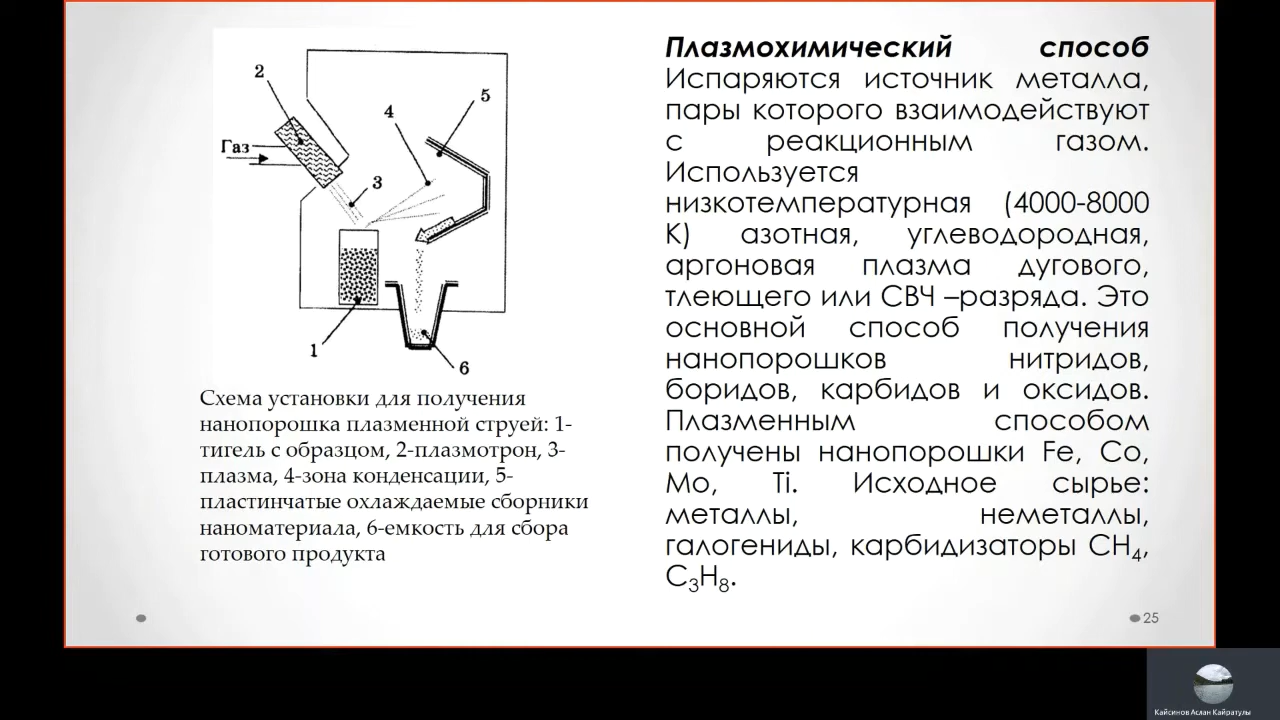 2
4
5
Газ
3
1
6
Схема установки для получения
нанопорошка плазменной струей: 1-
тигель с образцом, 2-плазмотрон, 3-
плазма, 4-зона конденсации, 5-
пластинчатые охлаждаемые сборники
наноматериала, 6-емкость для сбора
готового продукта
Плазмохимический способ
Испаряются источник металла,
пары которого взаимодействуют
с реакционным газом.
Используется
низкотемпературная (4000-8000
К) азотная, углеводородная,
аргоновая плазма дугового,
тлеющего или СВЧ –разряда. Это
основной способ получения
нанопорошков нитридов,
боридов, карбидов и оксидов.
Плазменным способом
получены нанопорошки Fe, Co,
Mo, Ti. Исходное сырье:
металлы, неметаллы,
галогениды, карбидизаторы CH₄,
C₃H₈.
25
Кайсинов Аслан Кайратулы